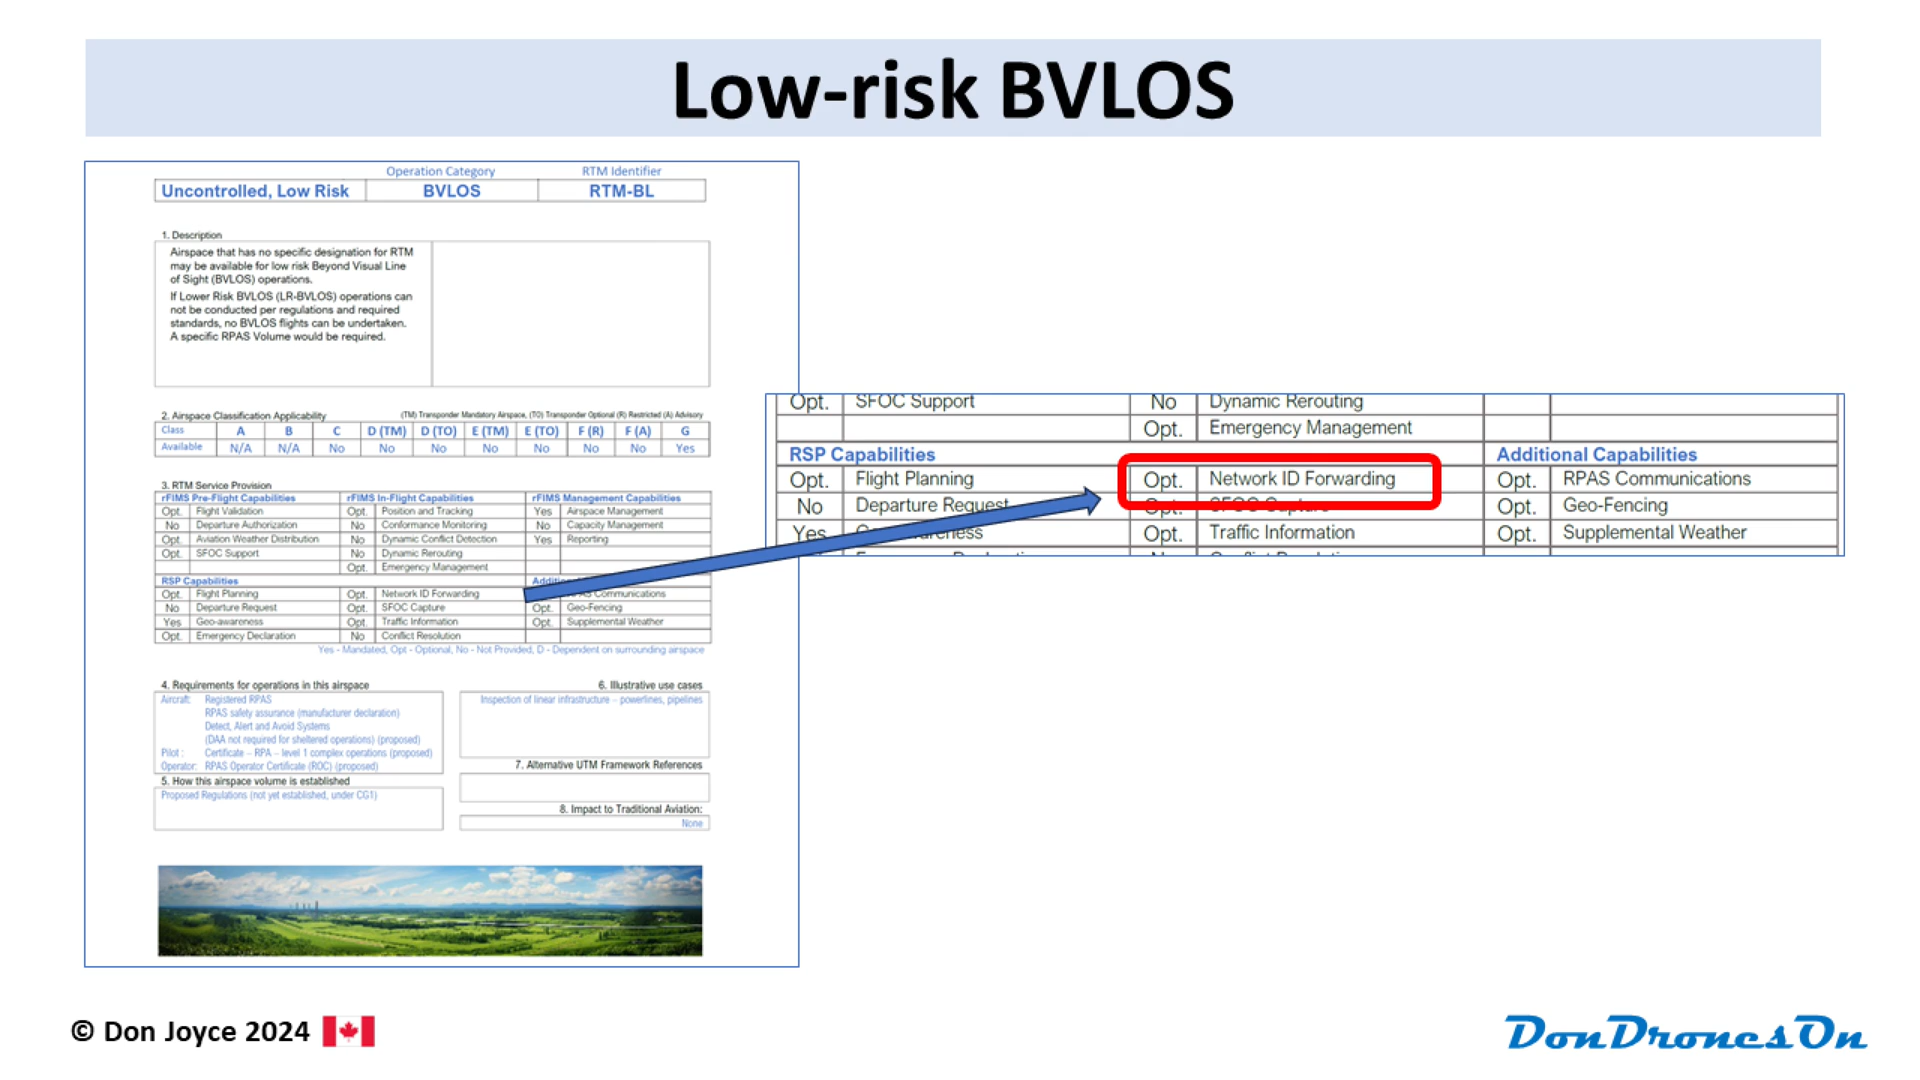 Low-risk BVLOS
Operation Category RTM Identifier
Uncontrolled, Low Risk BVLOS RTM-BL
1. Description
Airspace that has no specific designation for RTM
may be available for low risk Beyond Visual Line
of Sight (BVLOS) operations.
If Lower Risk BVLOS (LR-BVLOS) operations can
not be conducted per regulations and required
standards, no BVLOS flights can be undertaken.
A specific RPAS Volume would be required.
2. Airspace Classification Applicability (TM) Transponder Mandatory Airspace, (TO) Transponder Optional (R) Restricted (A) Advisory
Class A B C D (TM) D (TO) E (TM) E (TO) F (R) F (A) G
Available N/A N/A No No No No No No No Yes
3. RTM Service Provision
rFIMS Pre-Flight Capabilities rFIMS In-Flight Capabilities rFIMS Management Capabilities
Opt. Flight Validation Opt. Position and Tracking Yes Airspace Management
No Departure Authorization No Conformance Monitoring No Capacity Management
Opt. Aviation Weather Distribution No Dynamic Conflict Detection Yes Reporting
Opt. SFOC Support No Dynamic Rerouting
Opt. Emergency Management
RSP Capabilities
Opt. Flight Planning Opt. Network ID Forwarding Communications
No Departure Request Opt. SFOC Capture Opt. Geo-Fencing
Yes Geo-awareness Opt. Traffic Information Opt. Supplemental Weather
Opt. Emergency Declaration No Conflict Resolution
Yes - Mandated, Opt - Optional, No - Not Provided, D - Dependent on surrounding airspace
4. Requirements for operations in this airspace
Aircraft: Registered RPAS
RPAS safety assurance (manufacturer declaration)
Detect, Alert and Avoid Systems
(DAA not required for sheltered operations) (proposed)
Pilot : Certificate – RPA – level 1 complex operations (proposed)
Operator: RPAS Operator Certificate (ROC) (proposed)
5. How this airspace volume is established
Proposed Regulations (not yet established, under CG1)
6. Illustrative use cases
Inspection of linear infrastructure – powerlines, pipelines
7. Alternative UTM Framework References
8. Impact to Traditional Aviation:
None
Opt. SFOC Support No Dynamic Rerouting
Opt. Emergency Management
RSP Capabilities Additional Capabilities
Opt. Flight Planning Opt. Network ID Forwarding Opt. RPAS Communications
No Departure Request Opt. SFOC Capture Opt. Geo-Fencing
Yes Opt. Traffic Information Opt. Supplemental Weather
© Don Joyce 2024
DonDronesOn